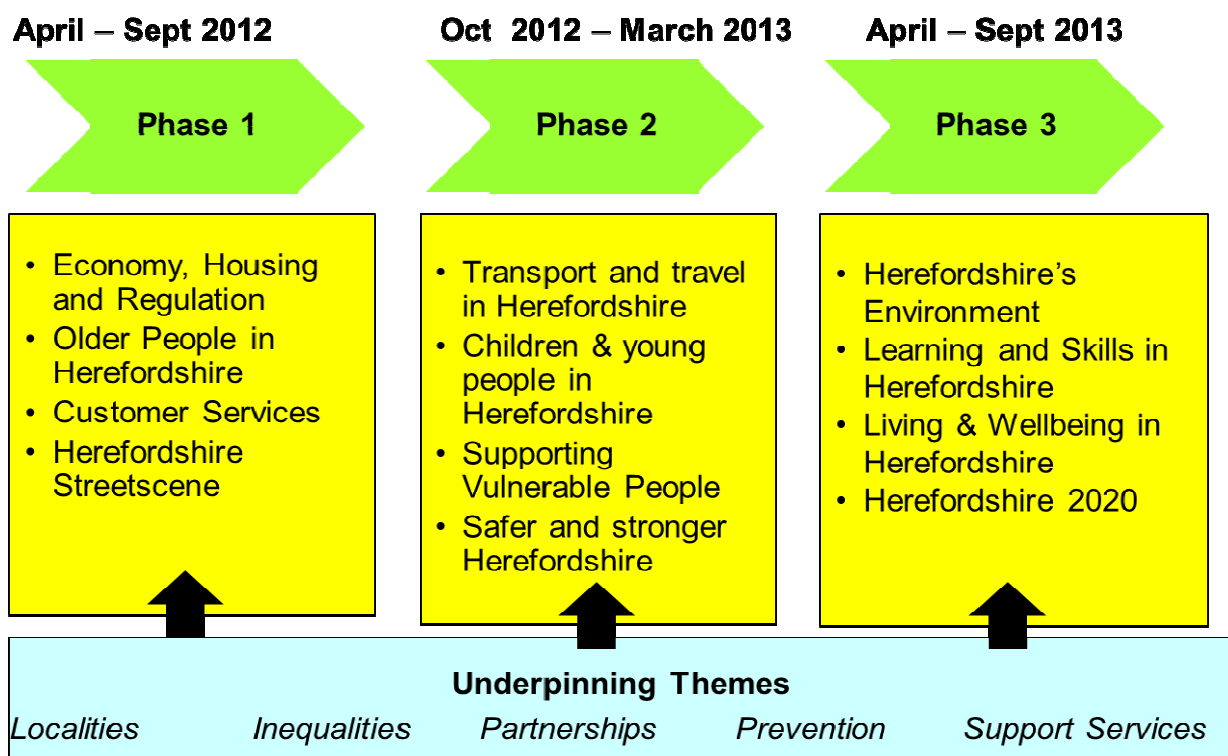 April – Sept 2012
Oct 2012 – March 2013
April – Sept 2013
Phase 1
Phase 2
Phase 3
• Economy, Housing
and Regulation
• Older People in
Herefordshire
• Customer Services
• Herefordshire
Streetscene
• Transport and travel
in Herefordshire
• Children & young
people in
Herefordshire
• Supporting
Vulnerable People
• Safer and stronger
Herefordshire
• Herefordshire’s
Environment
• Learning and Skills in
Herefordshire
• Living & Wellbeing in
Herefordshire
• Herefordshire 2020
Underpinning Themes
Localities Inequalities Partnerships Prevention Support Services